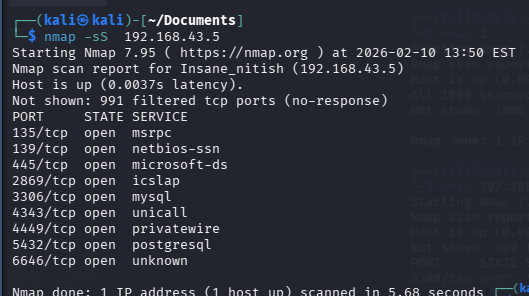 ┌──(kali㉿kali)-[~/Documents]
└─$ nmap -sS  192.168.43.5
Starting Nmap 7.95 ( https://nmap.org ) at 2026-02-10 13:50 EST
Nmap scan report for Insane_nitish (192.168.43.5)
Host is up (0.0037s latency).
Not shown: 991 filtered tcp ports (no-response)
PORT     STATE SERVICE
135/tcp  open  msrpc
139/tcp  open  netbios-ssn
445/tcp  open  microsoft-ds
2869/tcp open  icslap
3306/tcp open  mysql
4343/tcp open  unicall
4449/tcp open  privatewire
5432/tcp open  postgresql
6646/tcp open  unknown
Nmap done: 1 IP address (1 host up) scanned in 5.68 seconds